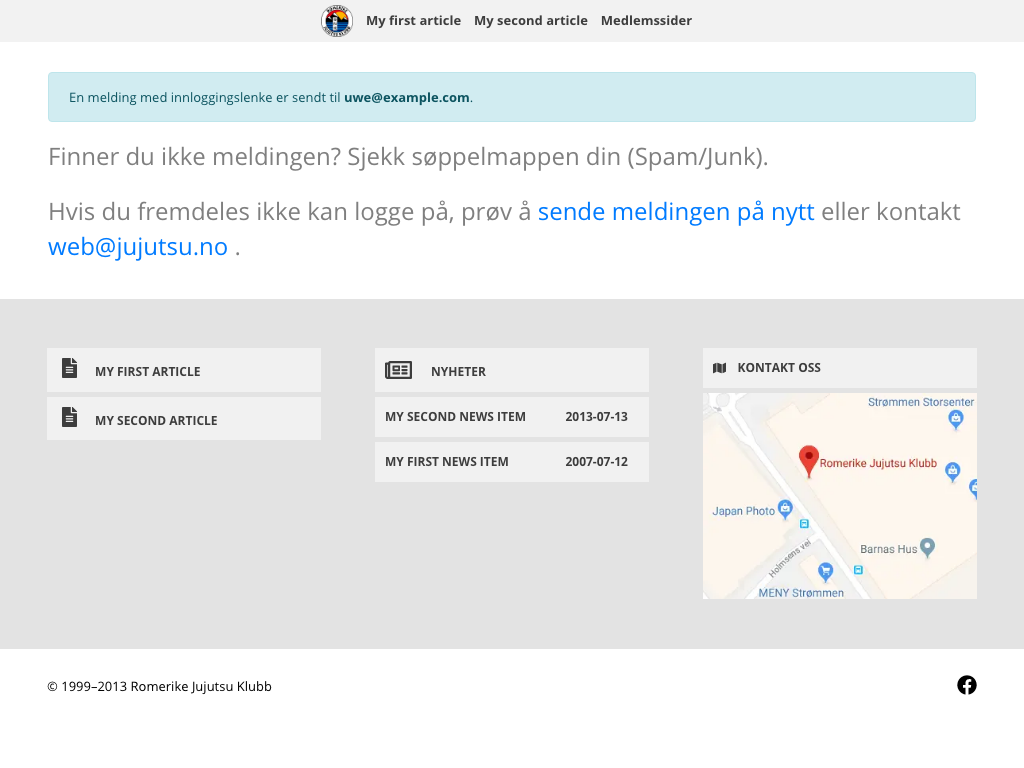 My first article My second article Medlemssider
En melding med innloggingslenke er sendt til uwe@example.com.
Finner du ikke meldingen? Sjekk søppelmappen din (Spam/Junk).
Hvis du fremdeles ikke kan logge på, prøv å sende meldingen på nytt eller kontakt
web@jujutsu.no .
MY FIRST ARTICLE
MY SECOND ARTICLE
NYHETER
MY SECOND NEWS ITEM 2013-07-13
MY FIRST NEWS ITEM 2007-07-12
KONTAKT OSS
Strømmen Storsenter
Romerike Jujutsu Klubb
Japan Photo
Barnas Hus
Holmsens vei
MENY Strømmen
© 1999–2013 Romerike Jujutsu Klubb